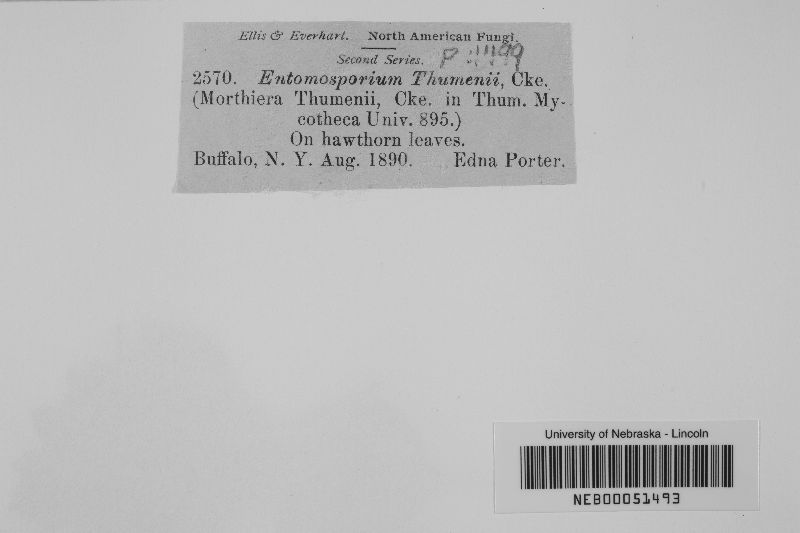 Ellis & Everhart. North American Fungi.
Second Series.
2570. Entomosporium Thumenii, Cke.
(Morthiera Thumenii, Cke. in Thum. My-
cotheca Univ. 895.)
On hawthorn leaves.
Buffalo, N. Y. Aug. 1890. Edna Porter.
University of Nebraska - Lincoln
NEB00051493